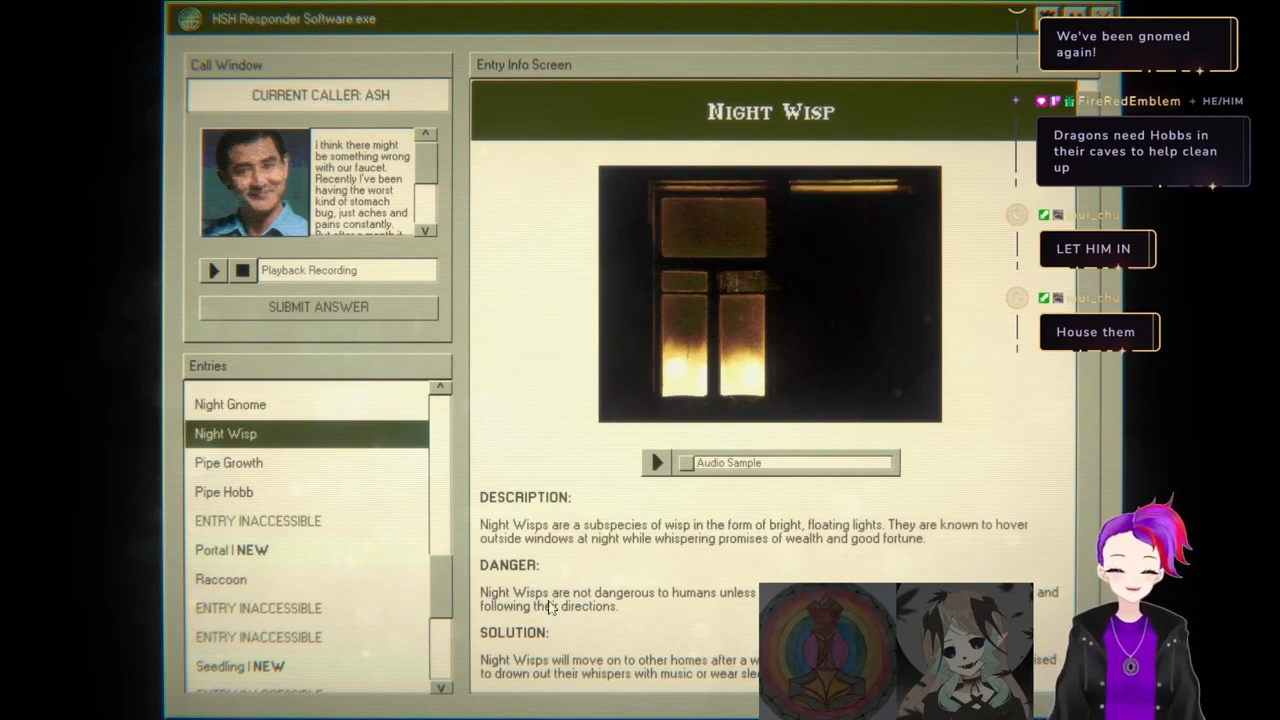 HSH Responder Software.exe
Call Window
CURRENT CALLER: ASH
I think there might
be something wrong
with our faucet.
Recently I've been
having the worst
kind of stomach
bug, just aches and
pains constantly.
But after a month it
Playback Recording
SUBMIT ANSWER
Entries
Night Gnome
Night Wisp
Pipe Growth
Pipe Hobb
ENTRY INACCESSIBLE
Portal | NEW
Raccoon
ENTRY INACCESSIBLE
ENTRY INACCESSIBLE
Seedling | NEW
ENTRY INACCESSIBLE
Entry Info Screen
NIGHT WISP
Audio Sample
DESCRIPTION:
Night Wisps are a subspecies of wisp in the form of bright, floating lights. They are known to hover
outside windows at night while whispering promises of wealth and good fortune.
DANGER:
Night Wisps are not dangerous to humans unless and
following directions.
SOLUTION:
Night Wisps will move on to other homes after a
to drown out their whispers with music or wear
We've been gnomed
again!
FireRedEmblem HE/HIM
Dragons need Hobbs in
their caves to help clean
up
LET HIM IN
House them